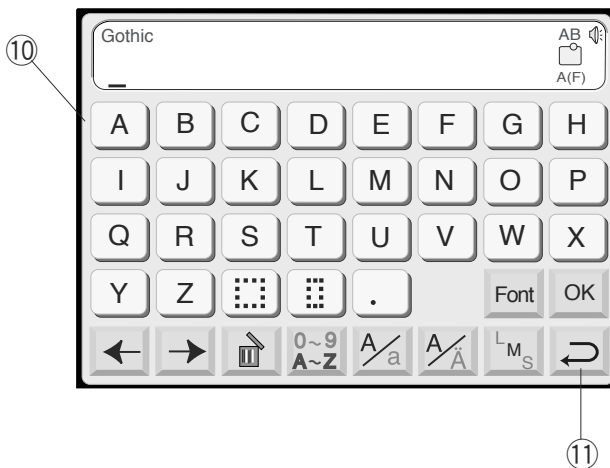 Gothic AB
A(F)
⑩
A B C D E F G H
I J K L M N O P
Q R S T U V W X
Y Z . Font OK
0~9 A/a A/Ä L M S
A~Z
⑪